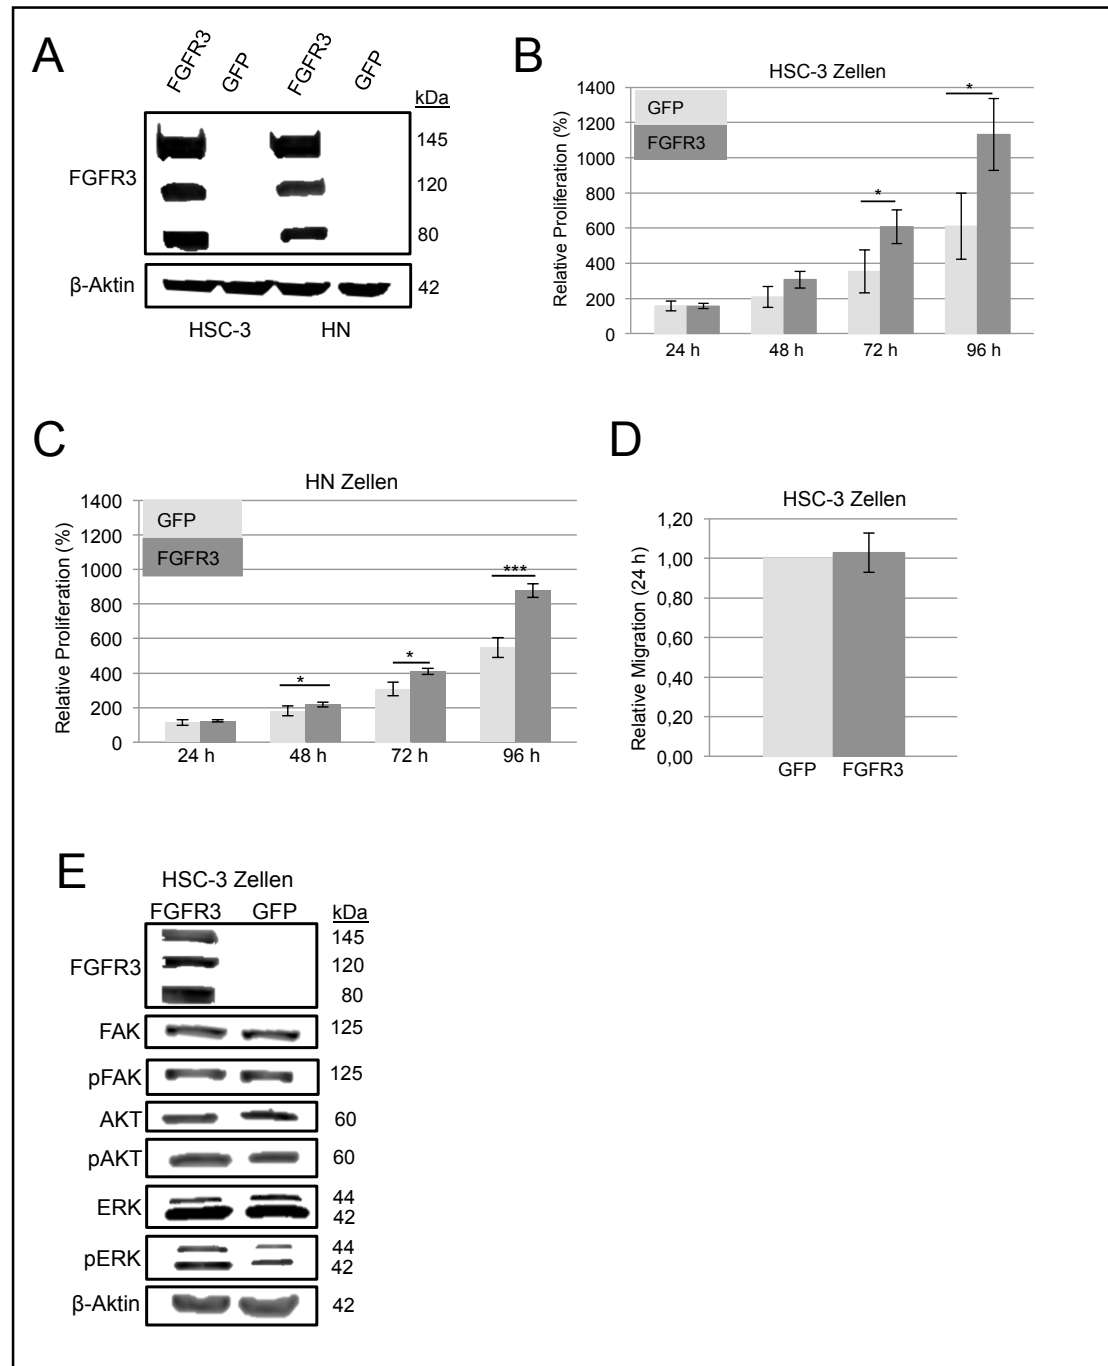 A
FGFR3 GFP FGFR3 GFP
kDa
FGFR3
145
120
80
β-Aktin 42
HSC-3 HN
B
HSC-3 Zellen
Relative Proliferation (%)
1400
1200
1000
800
600
400
200
0
GFP
FGFR3
*
*
24 h 48 h 72 h 96 h
C
HN Zellen
Relative Proliferation (%)
1400
1200
1000
800
600
400
200
0
GFP
FGFR3
*
*
***
24 h 48 h 72 h 96 h
D
HSC-3 Zellen
Relative Migration (24 h)
1,20
1,00
0,80
0,60
0,40
0,20
0,00
GFP FGFR3
E
HSC-3 Zellen
FGFR3 GFP kDa
FGFR3
145
120
80
FAK 125
pFAK 125
AKT 60
pAKT 60
ERK 44
42
pERK 44
42
β-Aktin 42